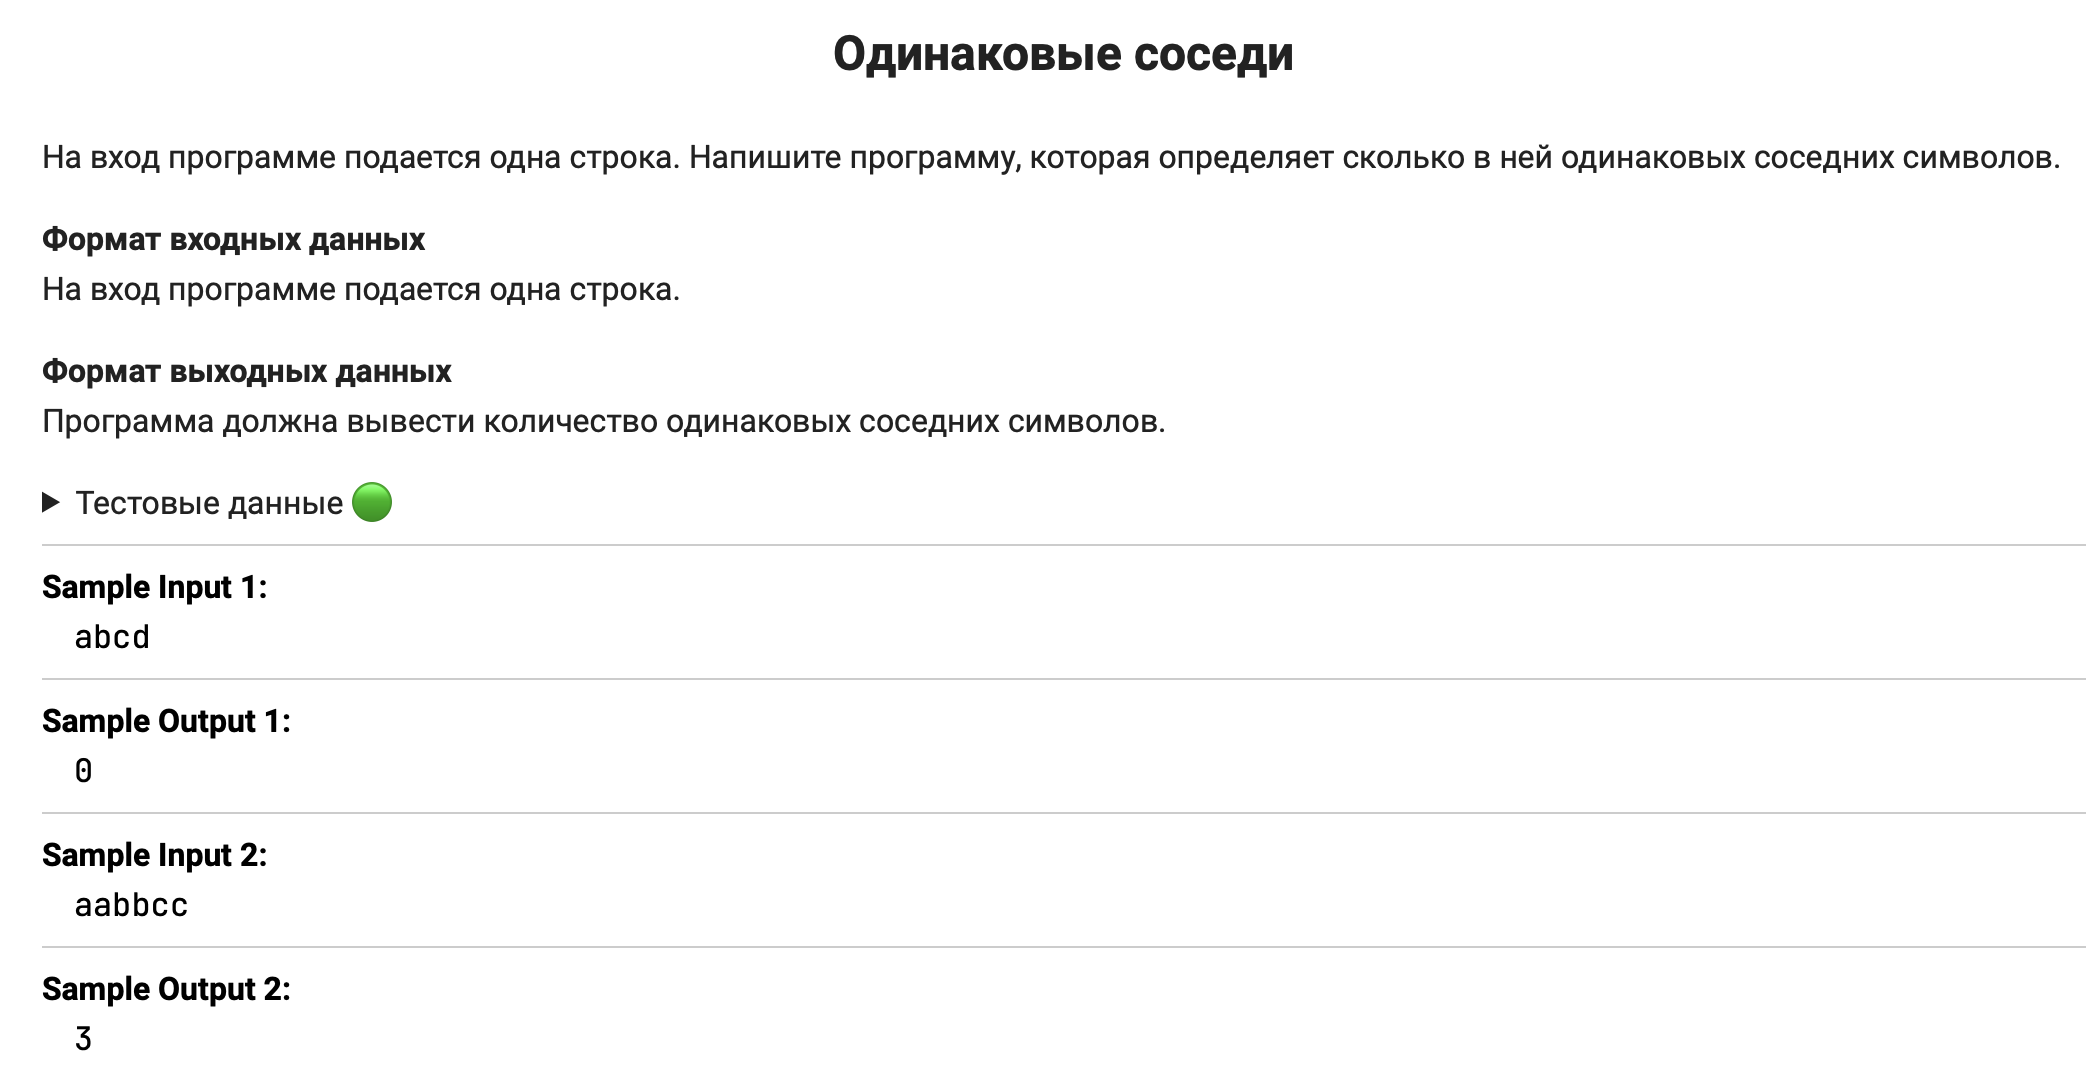 Одинаковые соседи
На вход программе подается одна строка. Напишите программу, которая определяет сколько в ней одинаковых соседних символов.
Формат входных данных
На вход программе подается одна строка.
Формат выходных данных
Программа должна вывести количество одинаковых соседних символов.
Тестовые данные
Sample Input 1:
abcd
Sample Output 1:
0
Sample Input 2:
aabbcc
Sample Output 2:
3